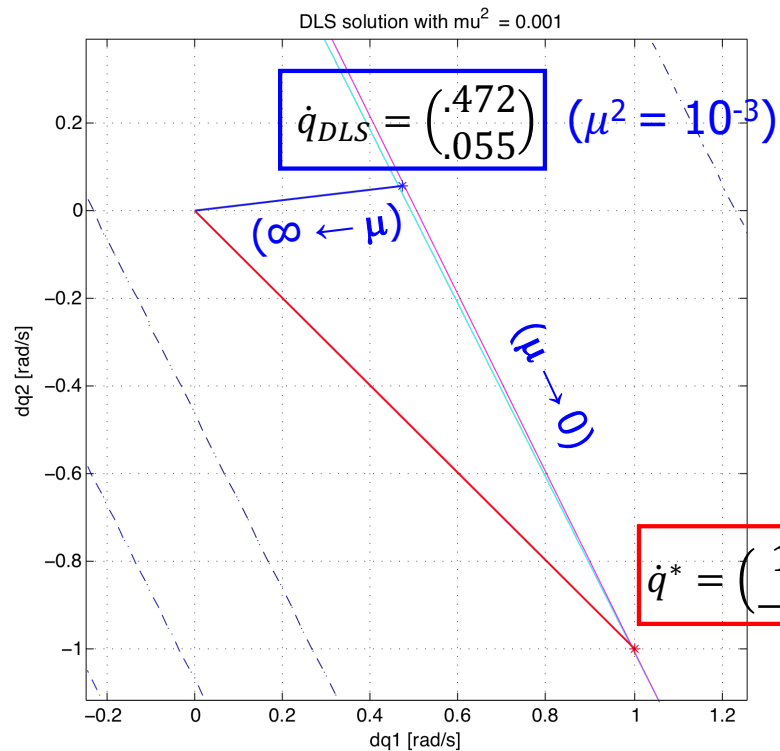 DLS solution with mu² = 0.001
q̇_DLS = (.472 .055) (μ² = 10⁻³)
(∞ ← μ)
(μ → 0)
q̇* = ( 1
dq2 [rad/s]
0.2
0
−0.2
−0.4
−0.6
−0.8
−1
−0.2 0 0.2 0.4 0.6 0.8 1 1.2
dq1 [rad/s]